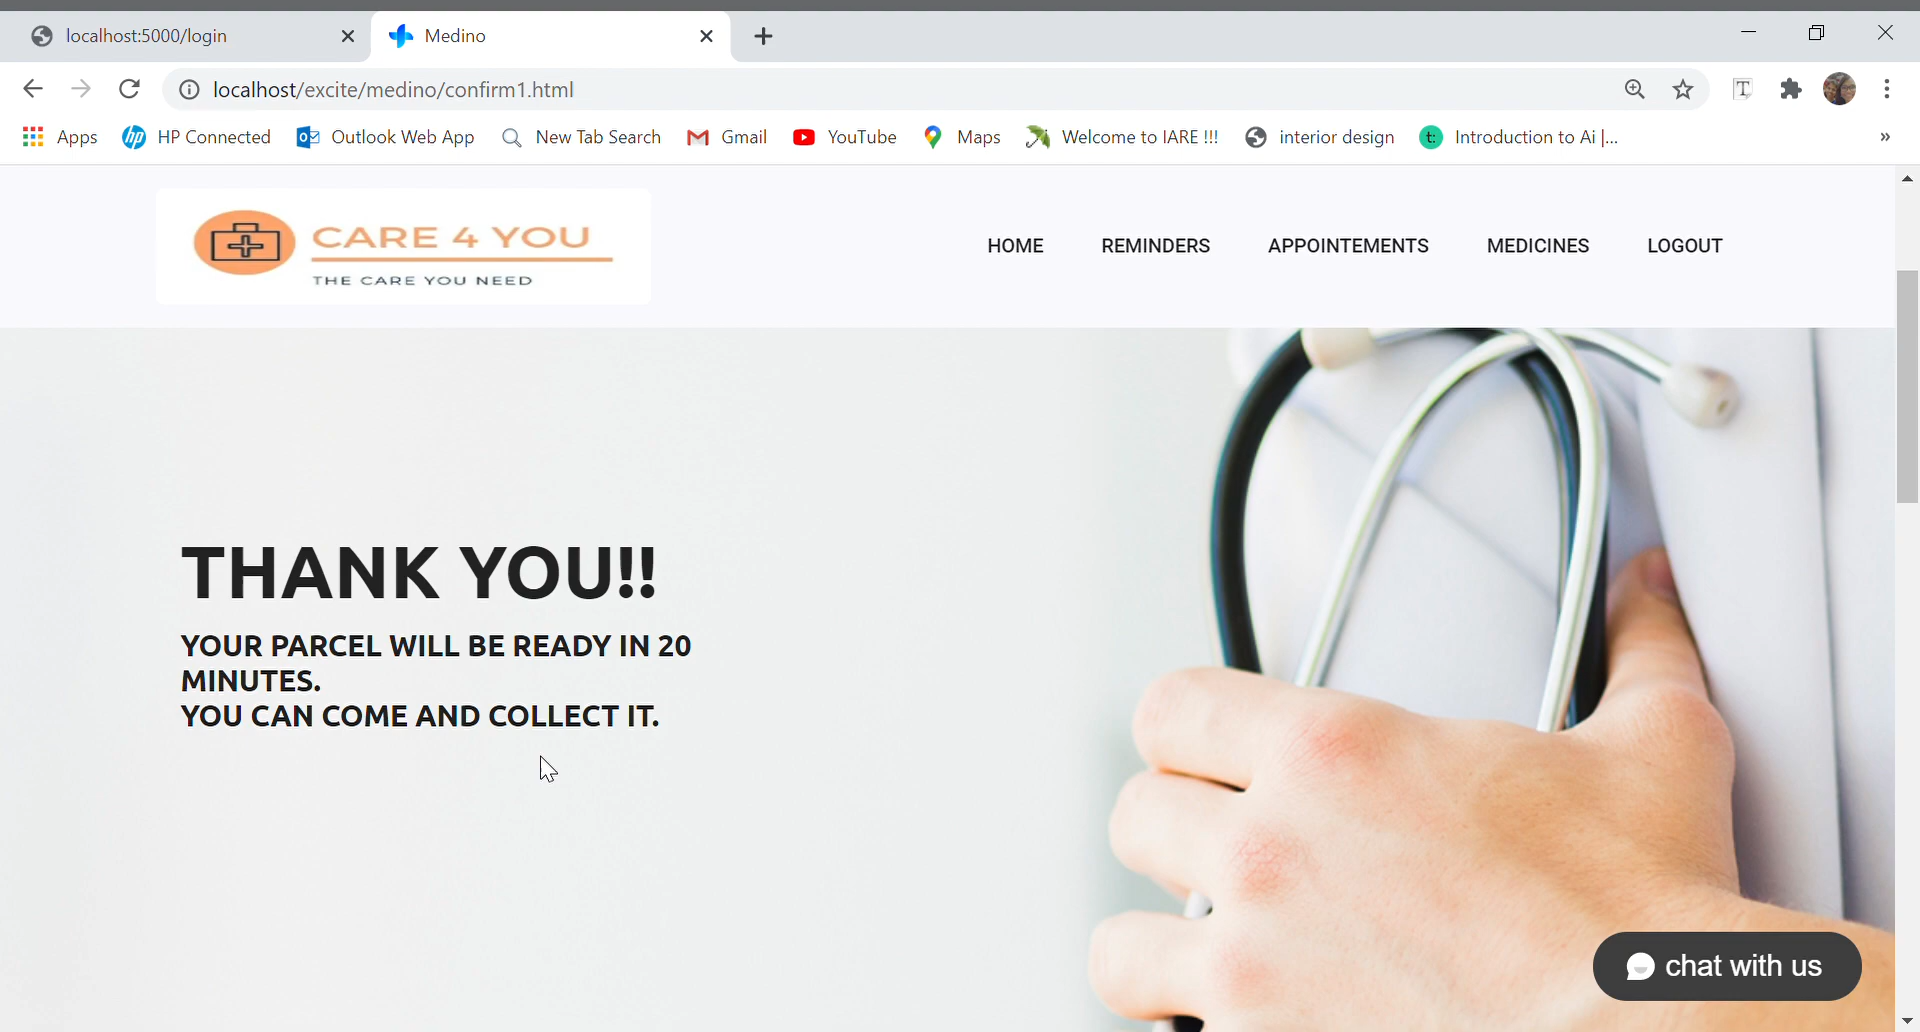 localhost:5000/login
Medino
localhost/excite/medino/confirm1.html
Apps
HP Connected
Outlook Web App
New Tab Search
Gmail
YouTube
Maps
Welcome to IARE !!!
interior design
Introduction to Ai |...
CARE 4 YOU
THE CARE YOU NEED
HOME
REMINDERS
APPOINTEMENTS
MEDICINES
LOGOUT
THANK YOU!!
YOUR PARCEL WILL BE READY IN 20
MINUTES.
YOU CAN COME AND COLLECT IT.
chat with us